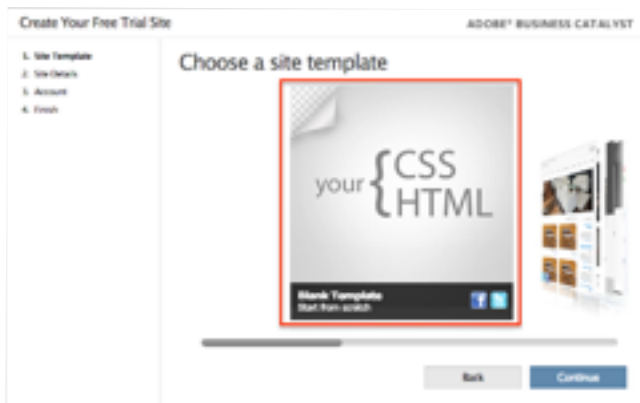 Create Your Free Trial Site
ADOBE® BUSINESS CATALYST
1. Site Template
2. Site Details
3. Account
4. Finish
Choose a site template
your { CSS
HTML
Blank Template
Start from scratch
Back
Continue